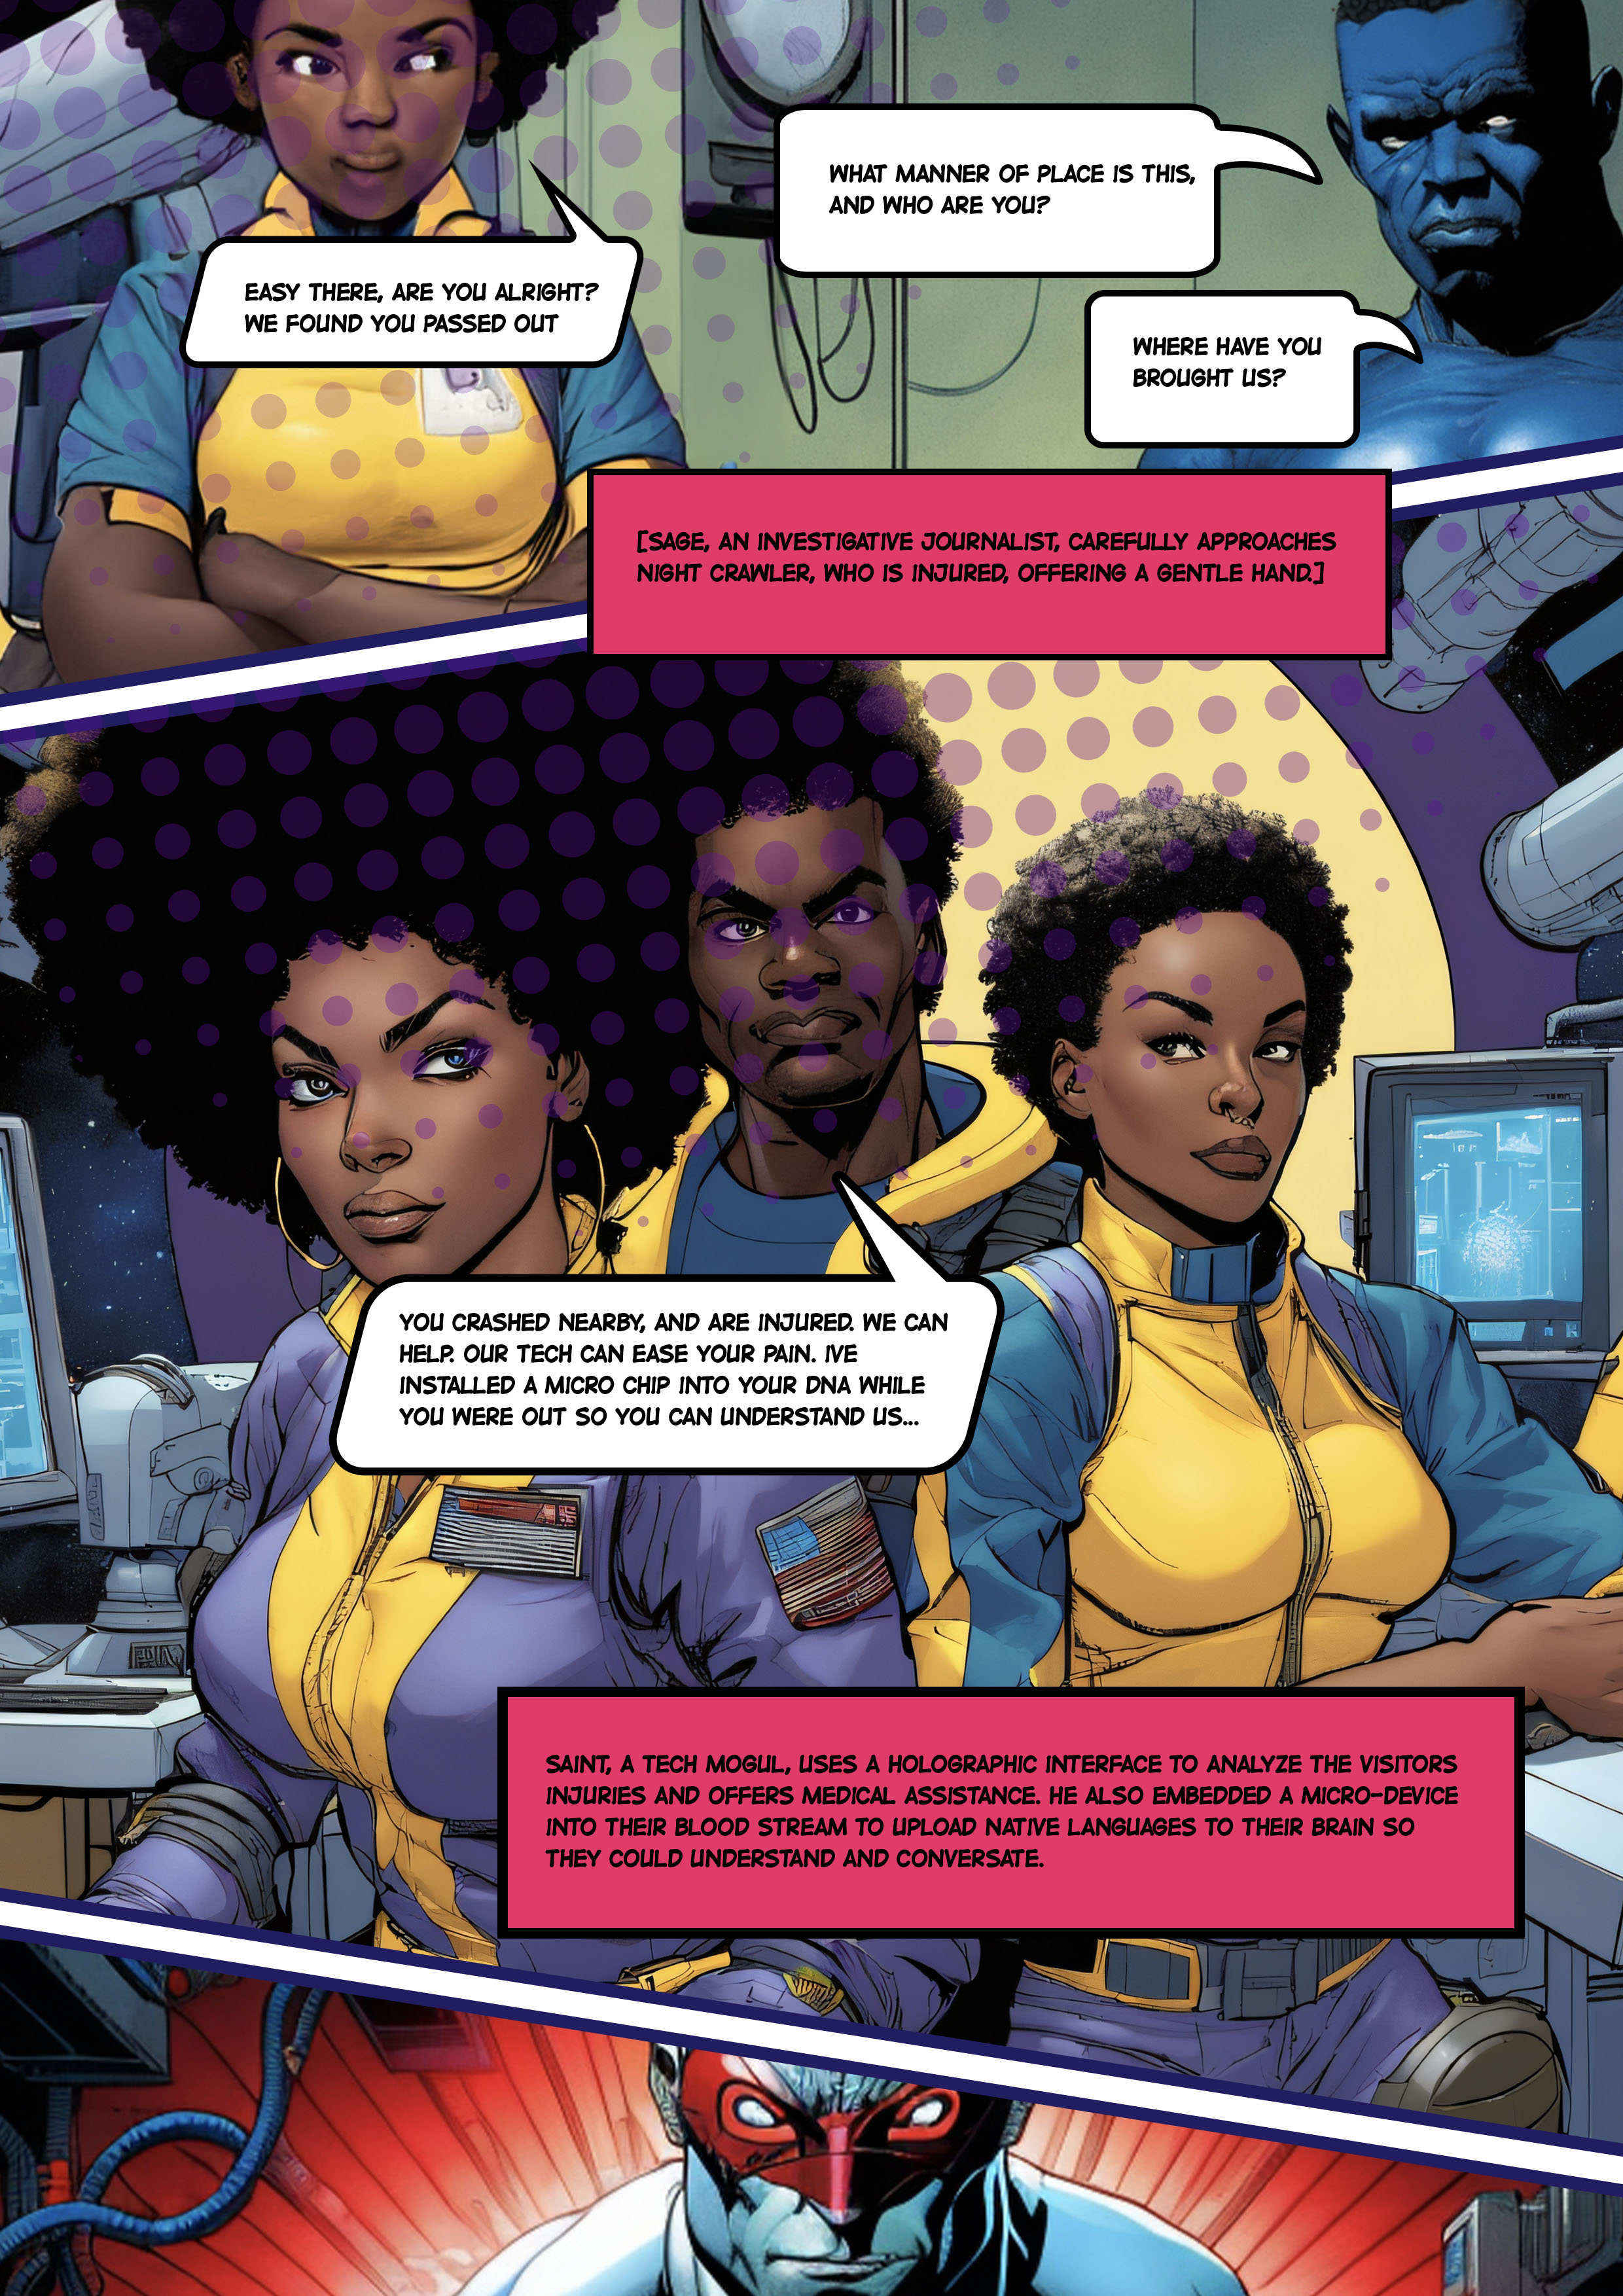 WHAT MANNER OF PLACE IS THIS,
AND WHO ARE YOU?
EASY THERE, ARE YOU ALRIGHT?
WE FOUND YOU PASSED OUT
WHERE HAVE YOU
BROUGHT US?
[SAGE, AN INVESTIGATIVE JOURNALIST, CAREFULLY APPROACHES
NIGHT CRAWLER, WHO IS INJURED, OFFERING A GENTLE HAND.]
YOU CRASHED NEARBY, AND ARE INJURED. WE CAN
HELP. OUR TECH CAN EASE YOUR PAIN. IVE
INSTALLED A MICRO CHIP INTO YOUR DNA WHILE
YOU WERE OUT SO YOU CAN UNDERSTAND US...
SAINT, A TECH MOGUL, USES A HOLOGRAPHIC INTERFACE TO ANALYZE THE VISITORS
INJURIES AND OFFERS MEDICAL ASSISTANCE. HE ALSO EMBEDDED A MICRO-DEVICE
INTO THEIR BLOOD STREAM TO UPLOAD NATIVE LANGUAGES TO THEIR BRAIN SO
THEY COULD UNDERSTAND AND CONVERSATE.